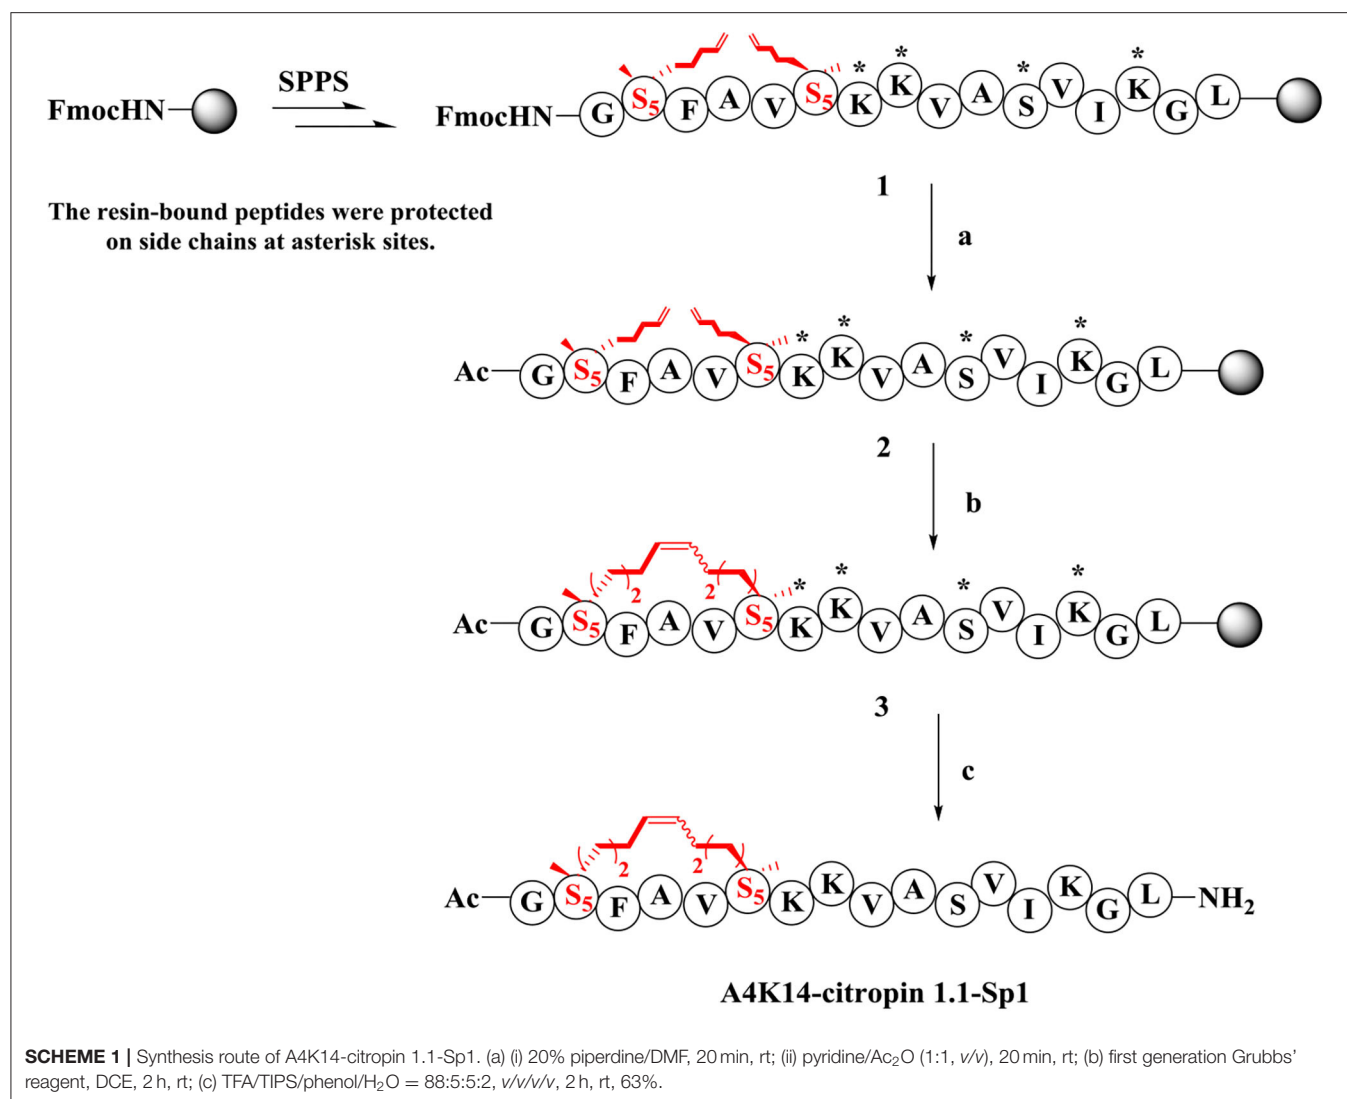 FmocHN
SPPS
FmocHN G S5 F A V S5 K* K* V A S* V I K* G L
1
The resin-bound peptides were protected
on side chains at asterisk sites.
a
Ac G S5 F A V S5 K* K* V A S* V I K* G L
2
b
2 2
Ac G S5 F A V S5 K* K* V A S* V I K* G L
3
c
2 2
Ac G S5 F A V S5 K K V A S V I K G L NH2
A4K14-citropin 1.1-Sp1
SCHEME 1 | Synthesis route of A4K14-citropin 1.1-Sp1. (a) (i) 20% piperdine/DMF, 20 min, rt; (ii) pyridine/Ac2O (1:1, v/v), 20 min, rt; (b) first generation Grubbs'
reagent, DCE, 2 h, rt; (c) TFA/TIPS/phenol/H2O = 88:5:5:2, v/v/v/v, 2 h, rt, 63%.